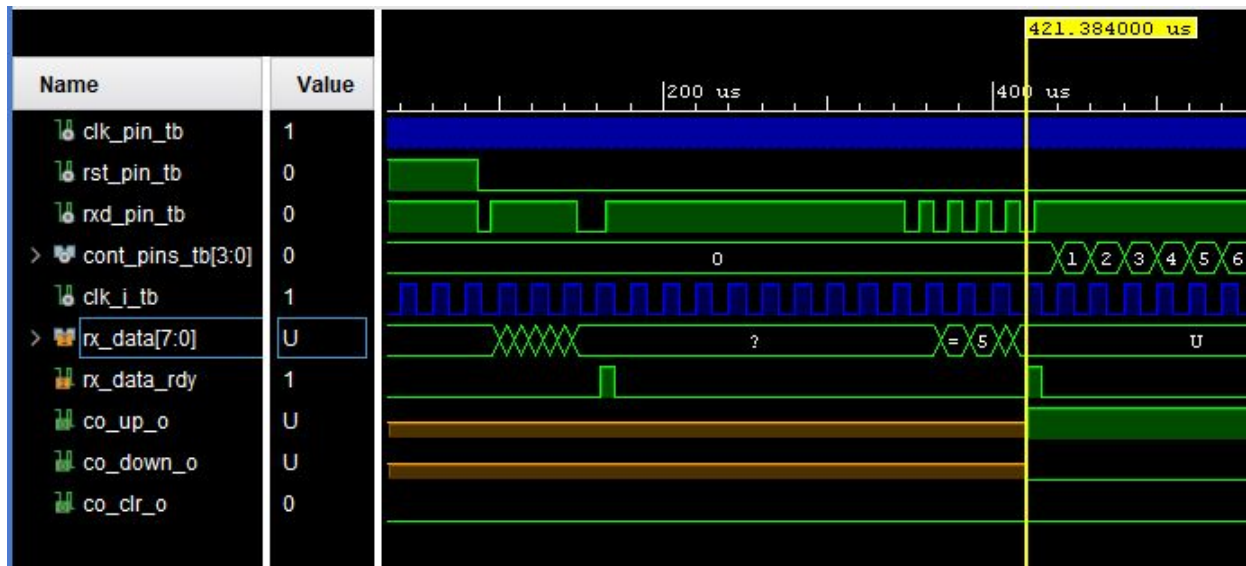 421.384000 us
Name Value
200 us 400 us
clk_pin_tb 1
rst_pin_tb 0
rxd_pin_tb 0
cont_pins_tb[3:0] 0 0 1 2 3 4 5 6
clk_i_tb 1
rx_data[7:0] U ? = 5 U
rx_data_rdy 1
co_up_o U
co_down_o U
co_clr_o 0